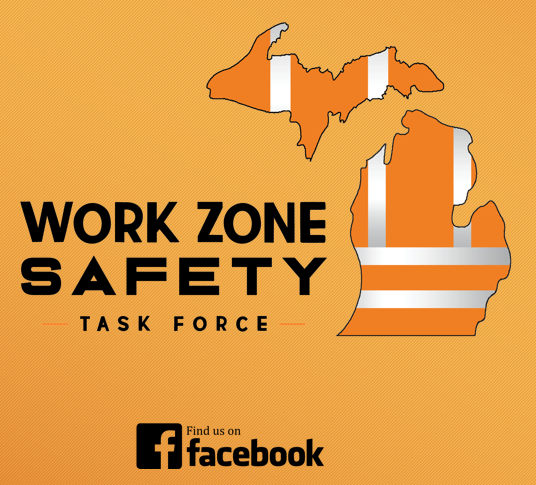 WORK ZONE
SAFETY
TASK FORCE
Find us on
facebook